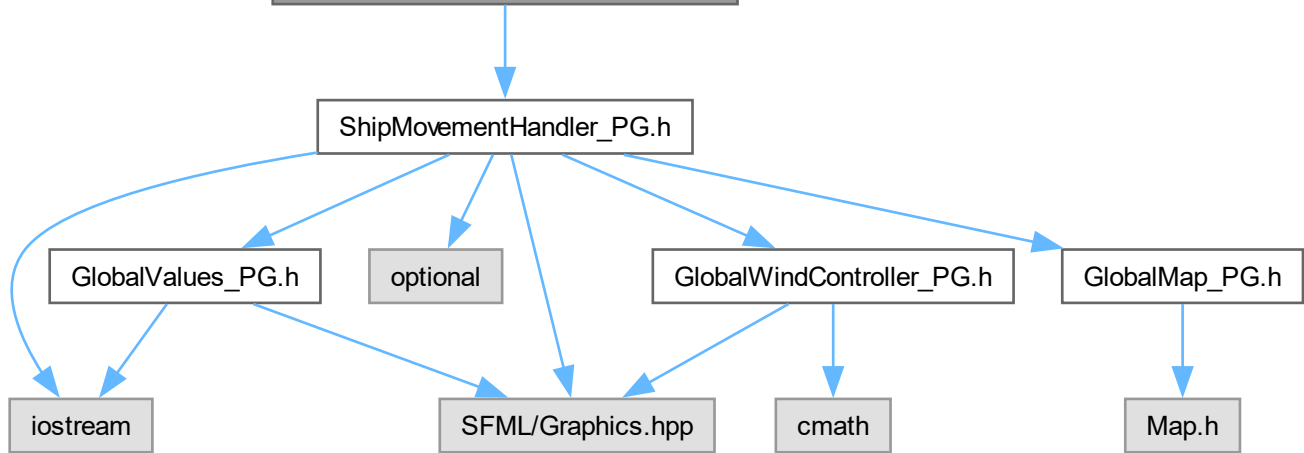 ShipMovementHandler_PG.h
GlobalValues_PG.h
optional
GlobalWindController_PG.h
GlobalMap_PG.h
iostream
SFML/Graphics.hpp
cmath
Map.h